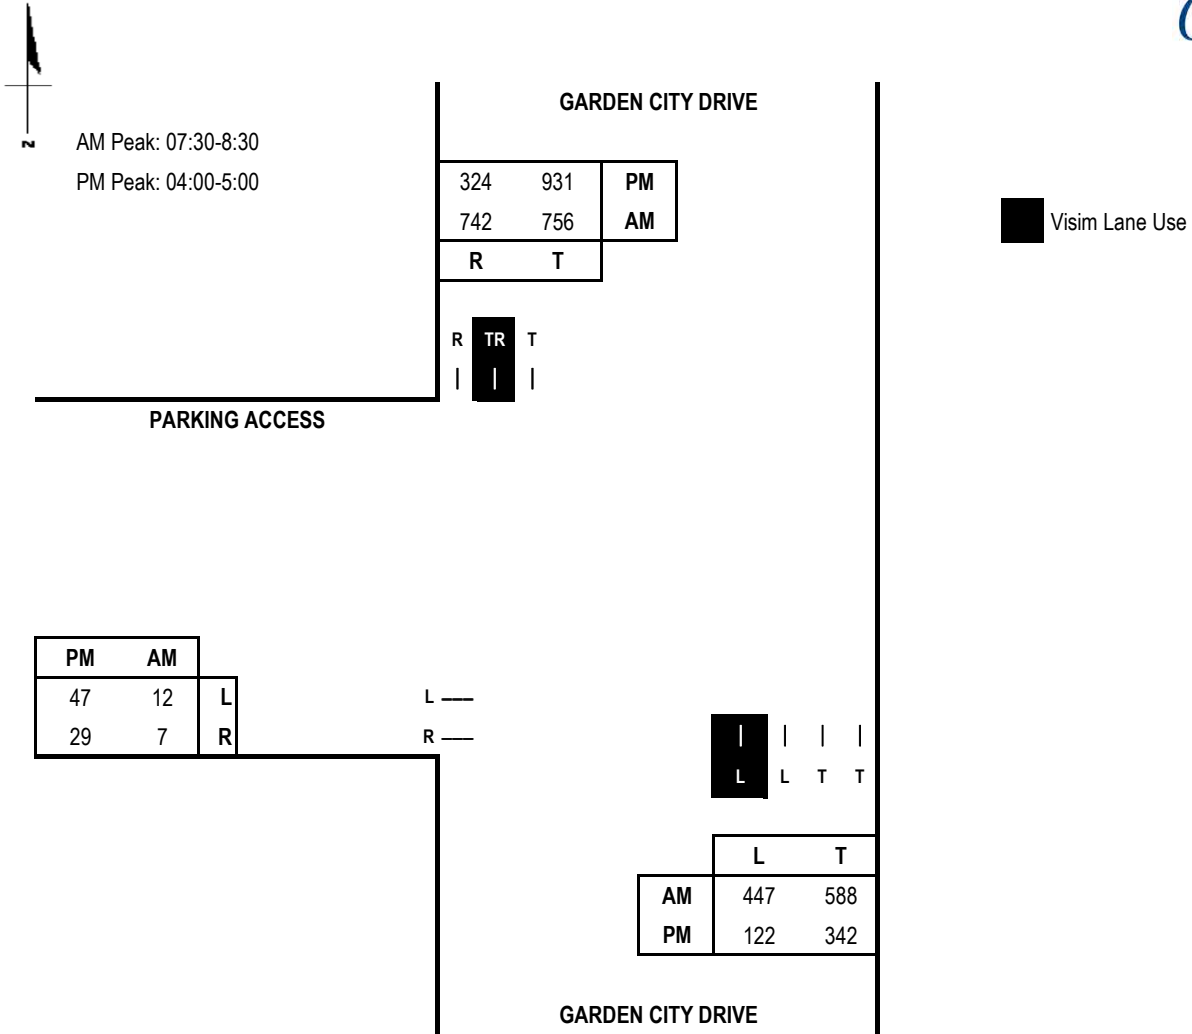 GARDEN CITY DRIVE
AM Peak: 07:30-8:30
PM Peak: 04:00-5:00
324 931 PM
742 756 AM
R T
Visim Lane Use
R TR T
PARKING ACCESS
PM AM
47 12 L
29 7 R
L
R
L L T T
L T
AM 447 588
PM 122 342
GARDEN CITY DRIVE
N